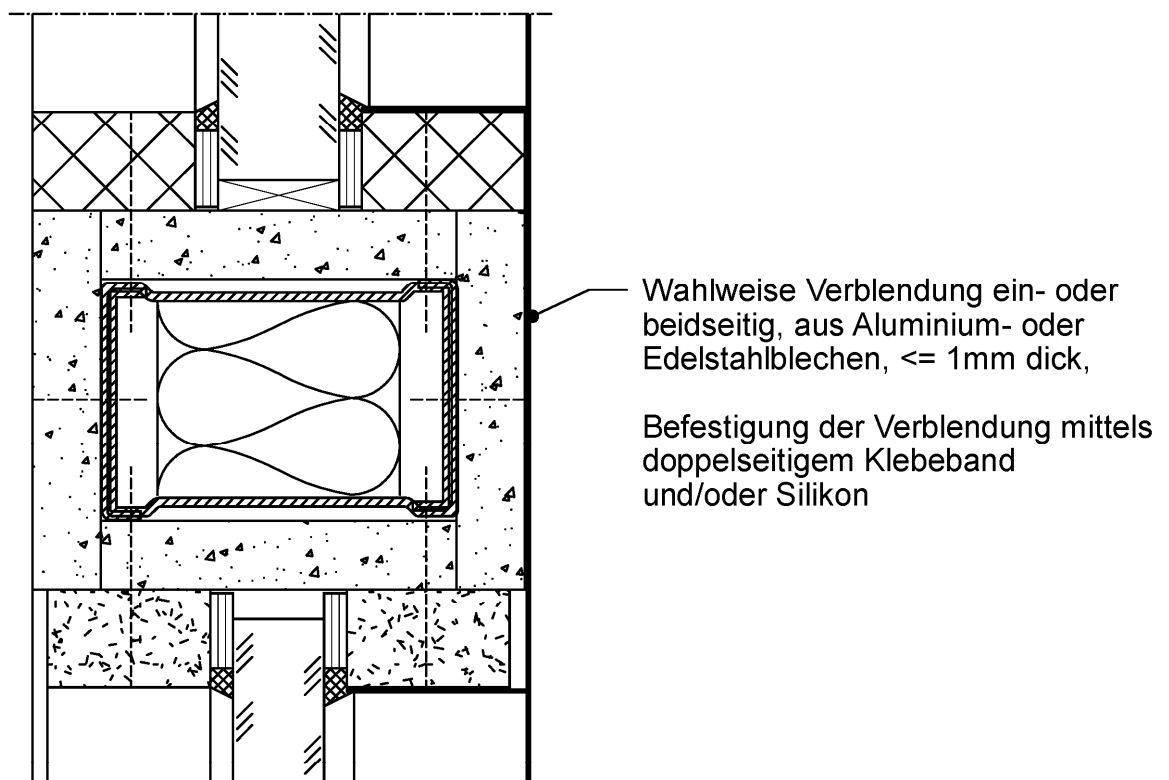 Wahlweise Verblendung ein- oder
beidseitig, aus Aluminium- oder
Edelstahlblechen, <= 1mm dick,
Befestigung der Verblendung mittels
doppelseitigem Klebeband
und/oder Silikon